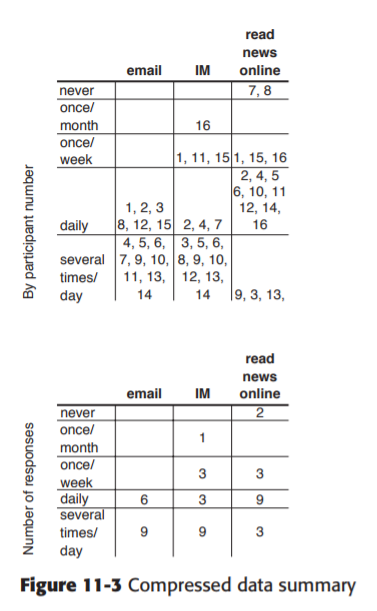 read
news
email IM online
By participant number
never 7, 8
once/
month 16
once/
week 1, 11, 15 1, 15, 16
2, 4, 5
6, 10, 11
1, 2, 3 12, 14,
daily 8, 12, 15 2, 4, 7 16
4, 5, 6, 3, 5, 6,
several 7, 9, 10, 8, 9, 10,
times/ 11, 13, 12, 13,
day 14 14 9, 3, 13,
read
news
email IM online
Number of responses
never 2
once/
month 1
once/
week 3 3
daily 6 3 9
several
times/ 9 9 3
day
Figure 11-3 Compressed data summary